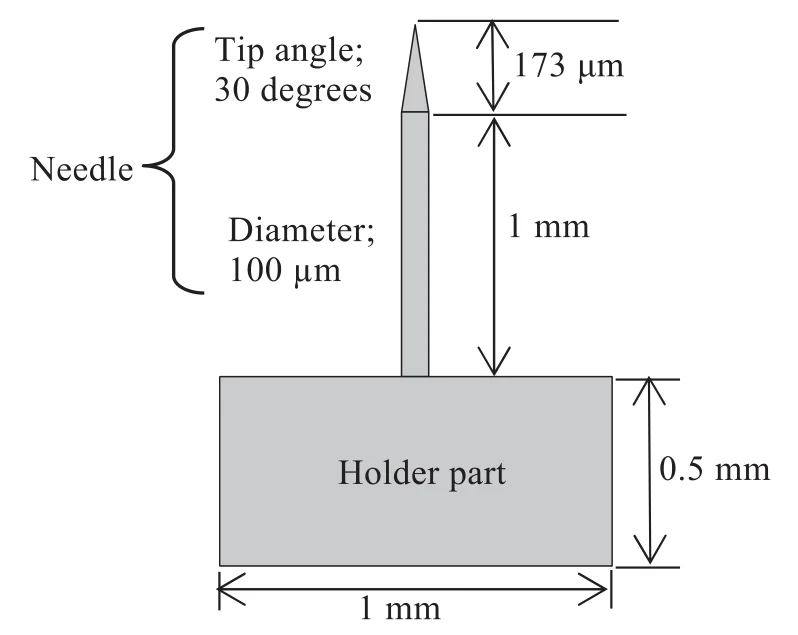 Tip angle;
30 degrees
173 μm
Needle
Diameter;
100 μm
1 mm
Holder part
0.5 mm
1 mm